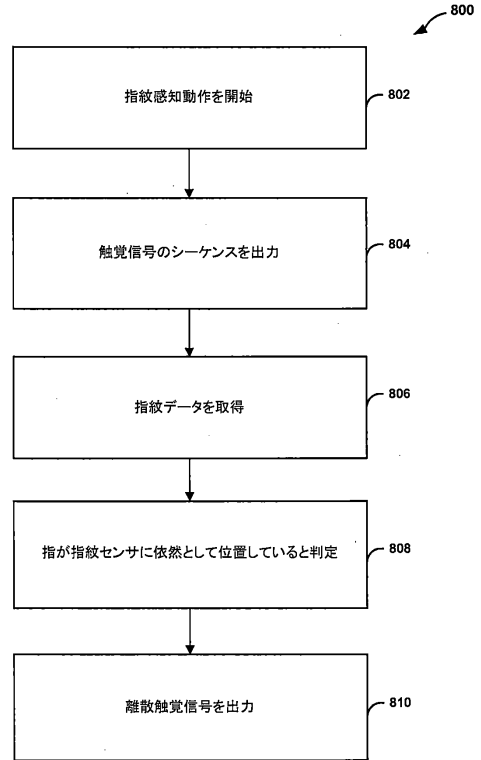 800
指紋感知動作を開始
802
触覚信号のシーケンスを出力
804
指紋データを取得
806
指が指紋センサに依然として位置していると判定
808
離散触覚信号を出力
810